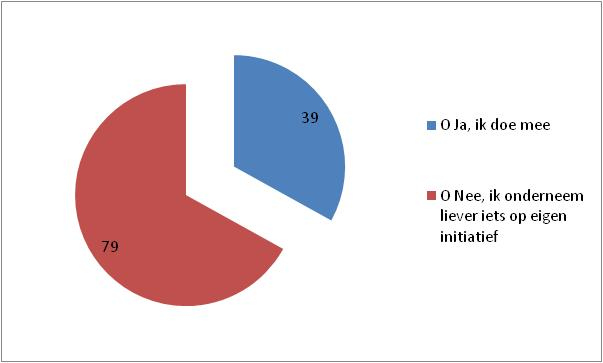 39
79
O Ja, ik doe mee
O Nee, ik onderneem
liever iets op eigen
initiatief